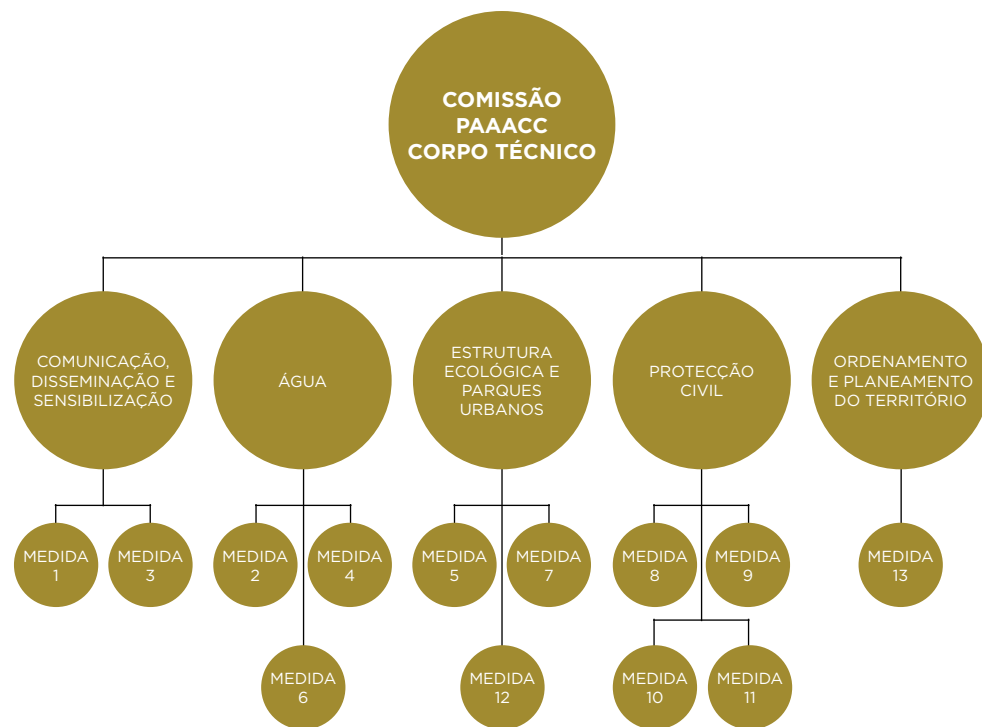 COMISSÃO
PAAACC
CORPO TÉCNICO
COMUNICAÇÃO,
DISSEMINAÇÃO E
SENSIBILIZAÇÃO
ÁGUA
ESTRUTURA
ECOLÓGICA E
PARQUES
URBANOS
PROTECÇÃO
CIVIL
ORDENAMENTO
E PLANEAMENTO
DO TERRITÓRIO
MEDIDA
1
MEDIDA
3
MEDIDA
2
MEDIDA
4
MEDIDA
6
MEDIDA
5
MEDIDA
7
MEDIDA
12
MEDIDA
8
MEDIDA
9
MEDIDA
10
MEDIDA
11
MEDIDA
13